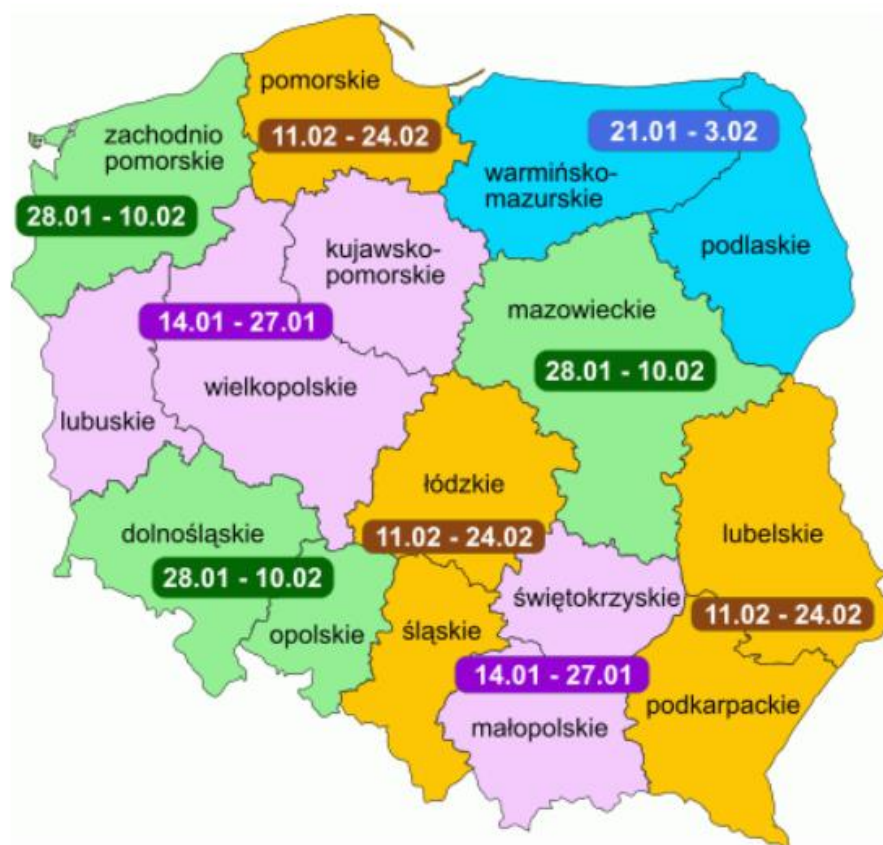 pomorskie
11.02 - 24.02
zachodnio
pomorskie
28.01 - 10.02
21.01 - 3.02
warmińsko-
mazurskie
podlaskie
kujawsko-
pomorskie
14.01 - 27.01
wielkopolskie
lubuskie
mazowieckie
28.01 - 10.02
łódzkie
11.02 - 24.02
dolnośląskie
28.01 - 10.02
opolskie
śląskie
świętokrzyskie
14.01 - 27.01
małopolskie
lubelskie
11.02 - 24.02
podkarpackie